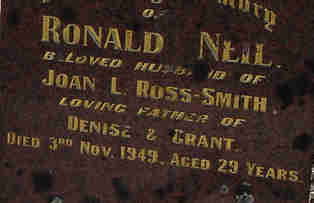 OF
RONALD NEIL.
BELOVED HUSBAND OF
JOAN L. ROSS-SMITH.
LOVING FATHER OF
DENISE & GRANT.
DIED 3RD NOV. 1949. AGED 29 YEARS.